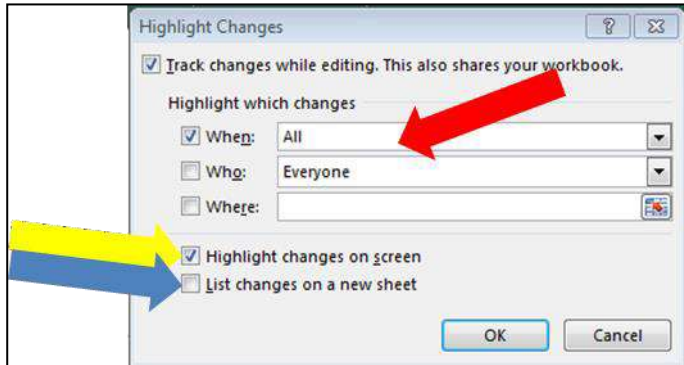 Highlight Changes
Track changes while editing. This also shares your workbook.
Highlight which changes
When: All
Who: Everyone
Where:
Highlight changes on screen
List changes on a new sheet
OK Cancel